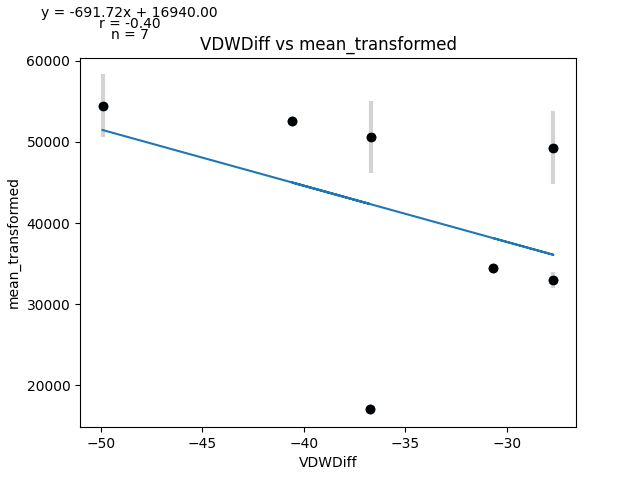 y = -691.72x + 16940.00
r = -0.40
n = 7
VDWDiff vs mean_transformed
60000
50000
40000
30000
20000
mean_transformed
−50
−45
−40
−35
−30
VDWDiff